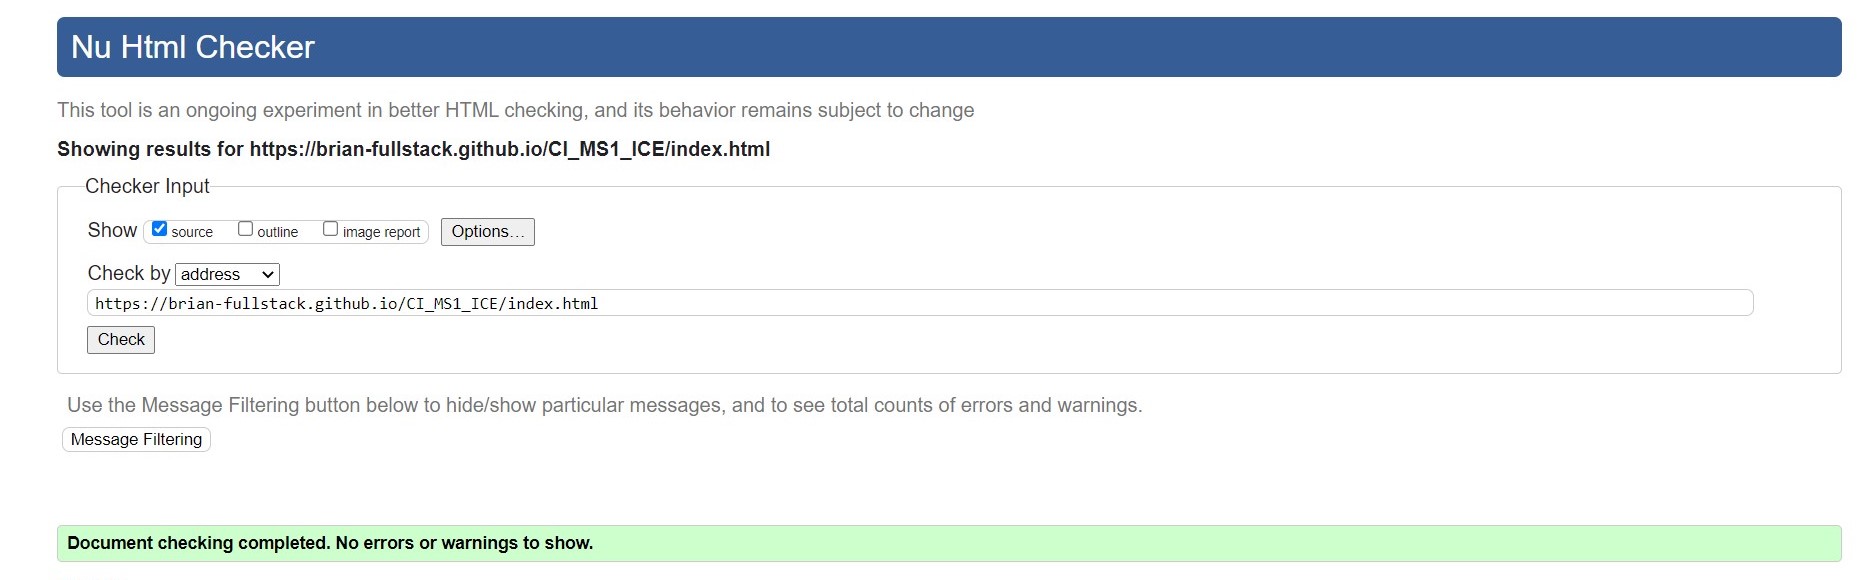 Nu Html Checker
This tool is an ongoing experiment in better HTML checking, and its behavior remains subject to change
Showing results for https://brian-fullstack.github.io/CI_MS1_ICE/index.html
Checker Input
Show source outline image report Options...
Check by address
https://brian-fullstack.github.io/CI_MS1_ICE/index.html
Check
Use the Message Filtering button below to hide/show particular messages, and to see total counts of errors and warnings.
Message Filtering
Document checking completed. No errors or warnings to show.